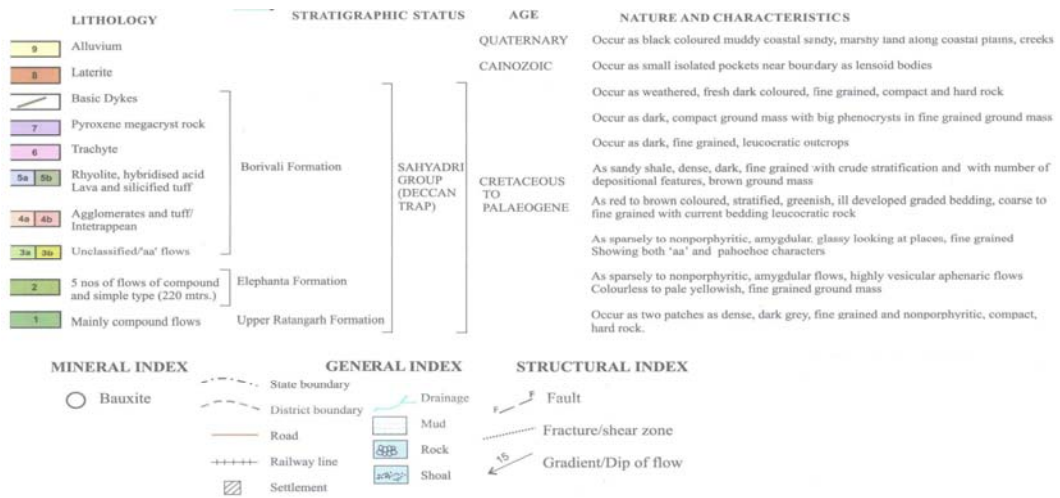 LITHOLOGY STRATIGRAPHIC STATUS AGE NATURE AND CHARACTERISTICS
9 Alluvium QUATERNARY Occur as black coloured muddy coastal sandy, marshy land along coastal plains, creeks
8 Laterite CAINOZOIC Occur as small isolated pockets near boundary as lensoid bodies
Basic Dykes Occur as weathered, fresh dark coloured, fine grained, compact and hard rock
7 Pyroxene megacryst rock Occur as dark, compact ground mass with big phenocrysts in fine grained ground mass
6 Trachyte Occur as dark, fine grained, leucocratic outcrops
5a 5b Rhyolite, hybridised acid
Lava and silicified tuff
Borivali Formation
SAHYADRI
GROUP
(DECCAN
TRAP)
CRETACEOUS
TO
PALAEOGENE
As sandy shale, dense, dark, fine grained with crude stratification and with number of
depositional features, brown ground mass
4a 4b Agglomerates and tuff/
Intetrappean
As red to brown coloured, stratified, greenish, ill developed graded bedding, coarse to
fine grained with current bedding leucocratic rock
3a 3b Unclassified/'aa' flows
As sparsely to nonporphyritic, amygdular, glassy looking at places, fine grained
Showing both 'aa' and pahoehoe characters
2 5 nos of flows of compound
and simple type (220 mtrs.)
Elephanta Formation
As sparsely to nonporphyritic, amygdular flows, highly vesicular aphenaric flows
Colourless to pale yellowish, fine grained ground mass
1 Mainly compound flows Upper Ratangarh Formation
Occur as two patches as dense, dark grey, fine grained and nonporphyritic, compact,
hard rock.
MINERAL INDEX GENERAL INDEX STRUCTURAL INDEX
Bauxite
State boundary
District boundary
Road
Railway line
Settlement
Drainage
Mud
Rock
Shoal
F F Fault
Fracture/shear zone
15 Gradient/Dip of flow